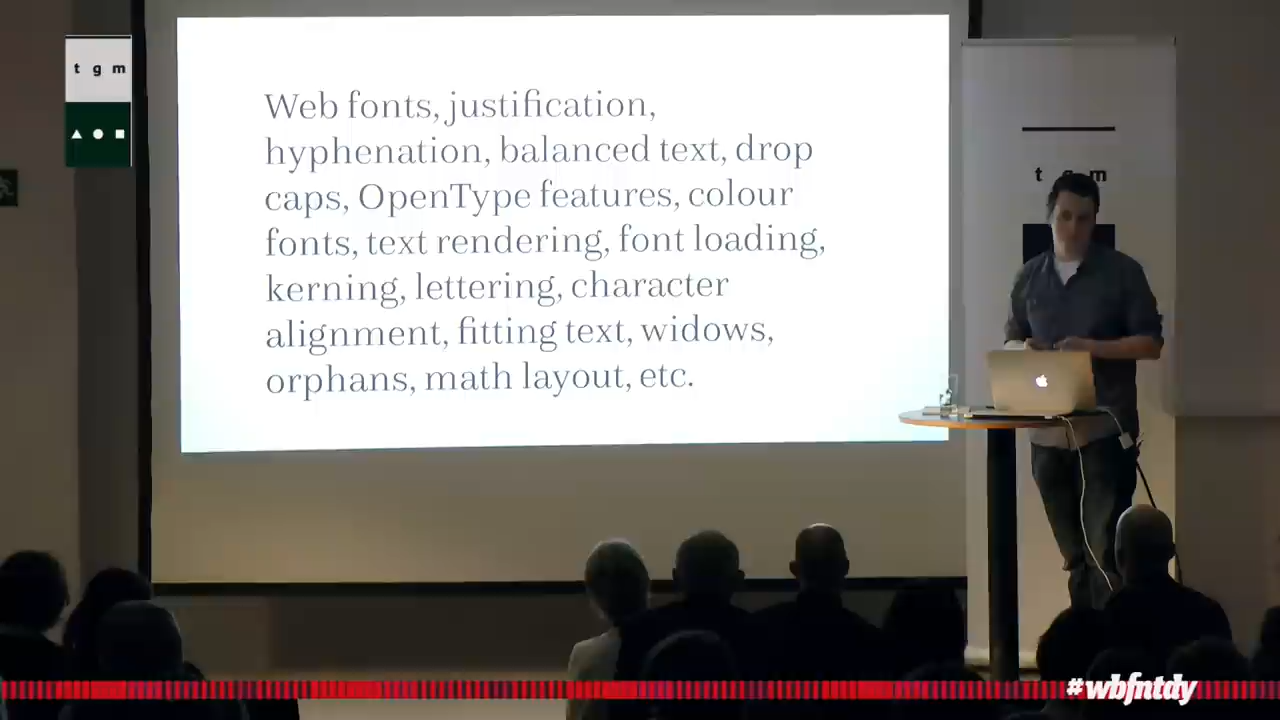 t g m
Web fonts, justification,
hyphenation, balanced text, drop
caps, OpenType features, colour
fonts, text rendering, font loading,
kerning, lettering, character
alignment, fitting text, widows,
orphans, math layout, etc.
t g m
#wbfntdy